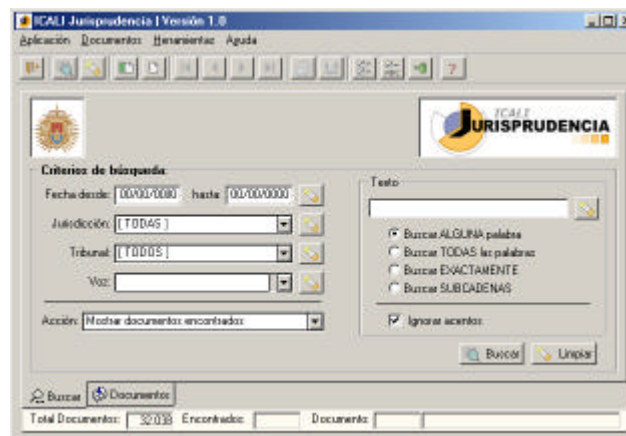 ICALI Jurisprudencia | Versión 1.0
Aplicación Documentos Herramientas Ayuda
ICALI
JURISPRUDENCIA
Criterios de búsqueda:
Fecha desde: 00/00/0000 hasta: 00/00/0000
Jurisdicción: [TODAS]
Tribunal: [TODOS]
Voz:
Acción: Mostrar documentos encontrados
Texto
Buscar ALGUNA palabra
Buscar TODAS las palabras
Buscar EXACTAMENTE
Buscar SUBCADENAS
Ignorar acentos
Buscar Limpiar
Buscar Documentos
Total Documentos: 32.038 Encontrados: Documento: